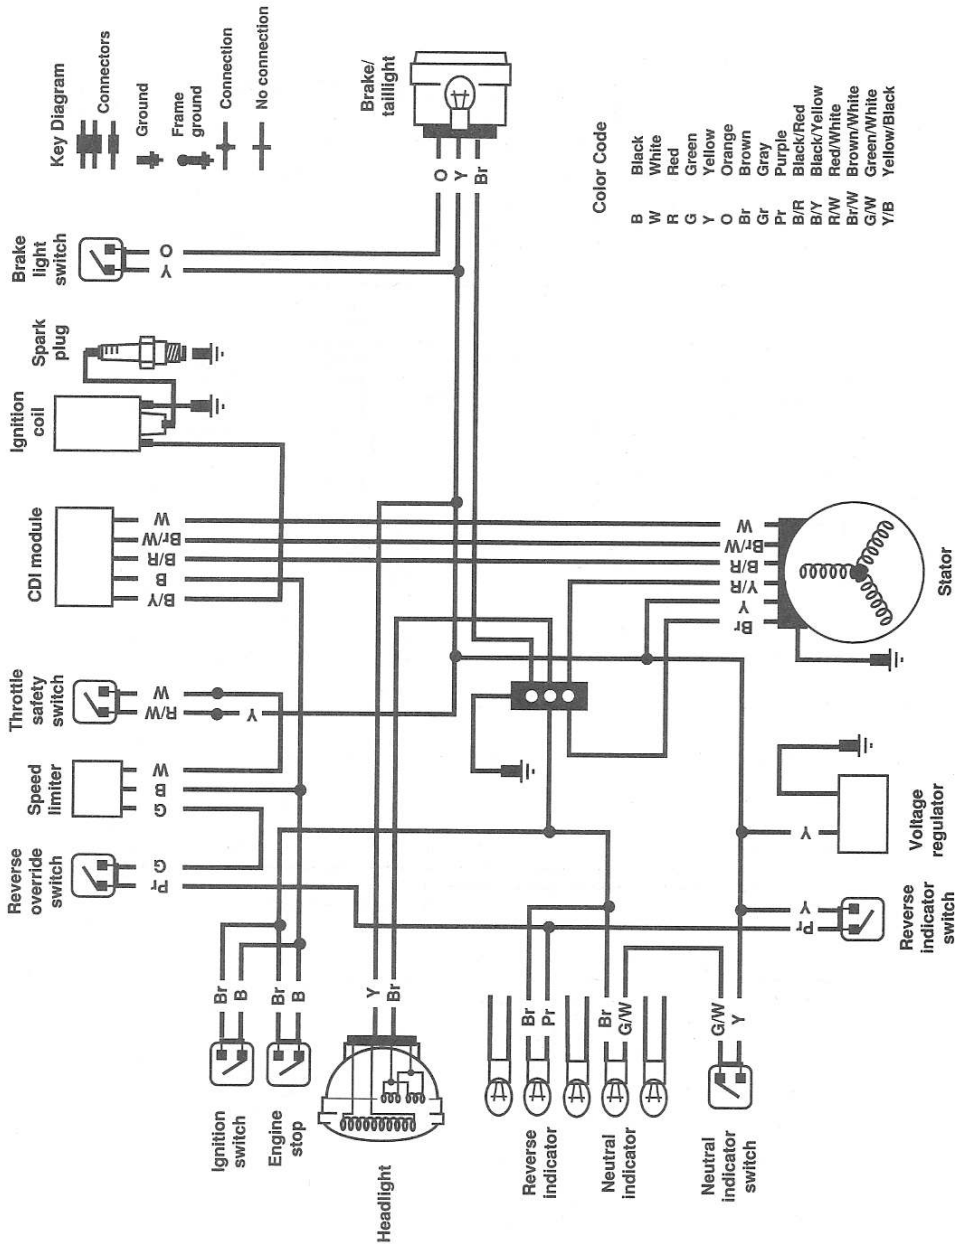 Reverse
override
switch
Speed
limiter
Throttle
safety
switch
CDI module
Ignition
coil
Spark
plug
Brake
light
switch
Key Diagram
Connectors
Ground
Frame
ground
Connection
No connection
Pr
G
G
B
W
R/W
W
Y
B/Y
B
B/R
Br/W
W
Y
O
Ignition
switch
Br
B
Engine
stop
Br
B
Headlight
Y
Br
Brake/
taillight
O
Y
Br
Reverse
indicator
Br
Pr
Neutral
indicator
Br
G/W
Neutral
indicator
switch
G/W
Y
Pr
Y
Reverse
indicator
switch
Y
Voltage
regulator
Br
Y
Y/R
B/R
Br/W
W
Stator
Color Code
B Black
W White
R Red
G Green
Y Yellow
O Orange
Br Brown
Gr Gray
Pr Purple
B/R Black/Red
B/Y Black/Yellow
R/W Red/White
Br/W Brown/White
G/W Green/White
Y/B Yellow/Black